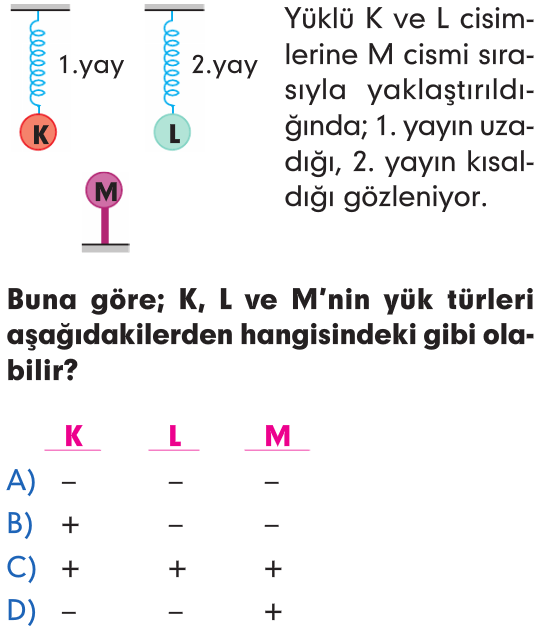 1.yay
2.yay
K
L
M
Yüklü K ve L cisim-
lerine M cismi sıra-
sıyla yaklaştırıldı-
ğında; 1. yayın uza-
dığı, 2. yayın kısal-
dığı gözleniyor.
Buna göre; K, L ve M’nin yük türleri
aşağıdakilerden hangisindeki gibi ola-
bilir?
K L M
A) – – –
B) + – –
C) + + +
D) – – +